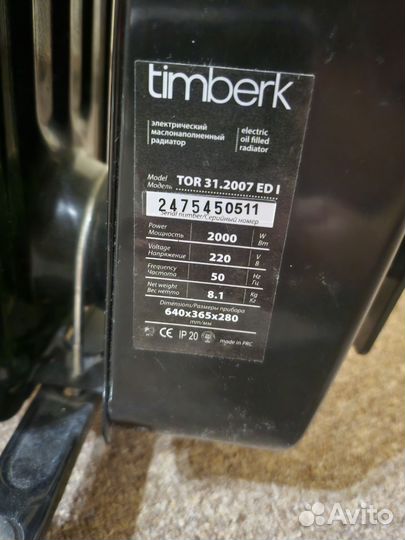 timberk
электрический
маслонаполненный
радиатор
electric
oil filled
radiator
Model
Модель
TOR 31.2007 ED I
2475450511
Serial number/Серийный номер
Power
Мощность
2000
W
Вт
Voltage
Напряжение
220
V
В
Frequency
Частота
50
Hz
Гц
Net weight
Вес нетто
8.1
Kg
Кг
Dimensions/Размеры прибора
640x365x280
mm/мм
CE IP 20
made in PRC
Avito